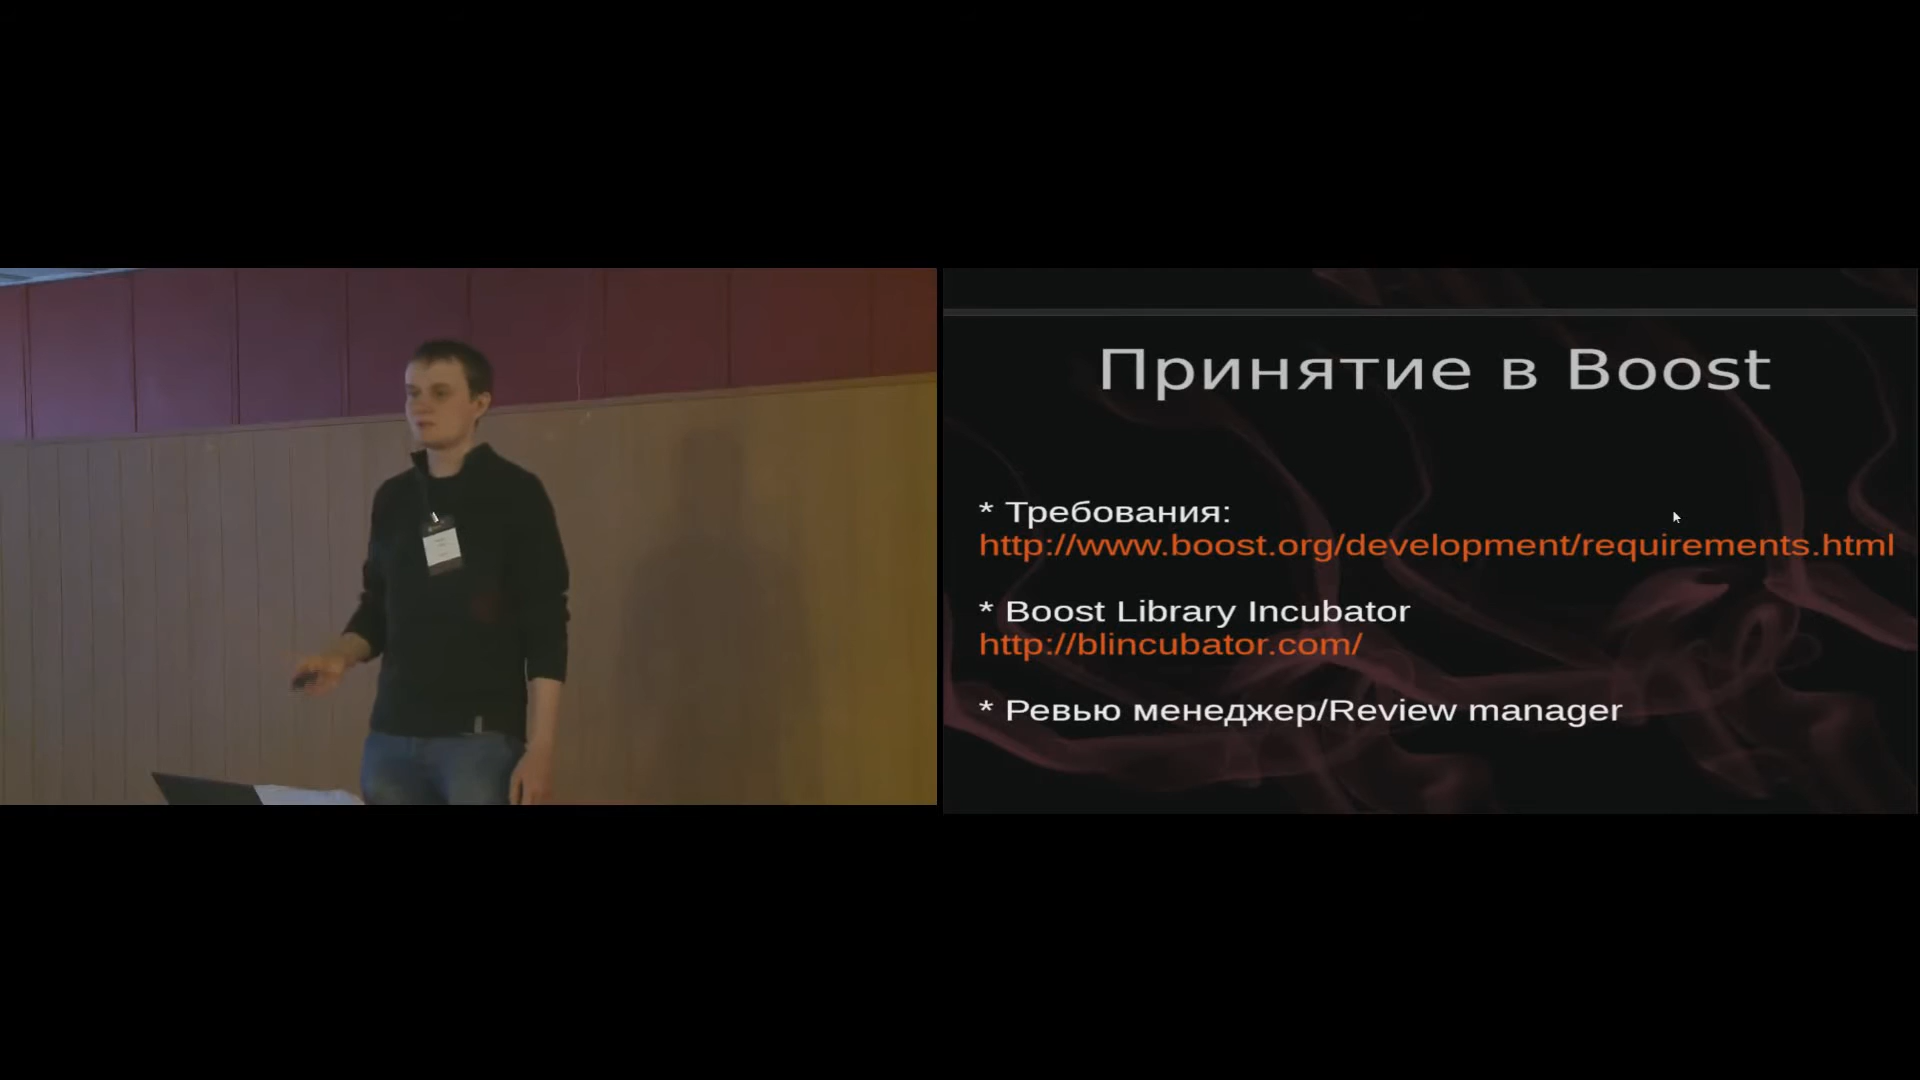 Принятие в Boost
* Требования:
http://www.boost.org/development/requirements.html
* Boost Library Incubator
http://blincubator.com/
* Ревью менеджер/Review manager